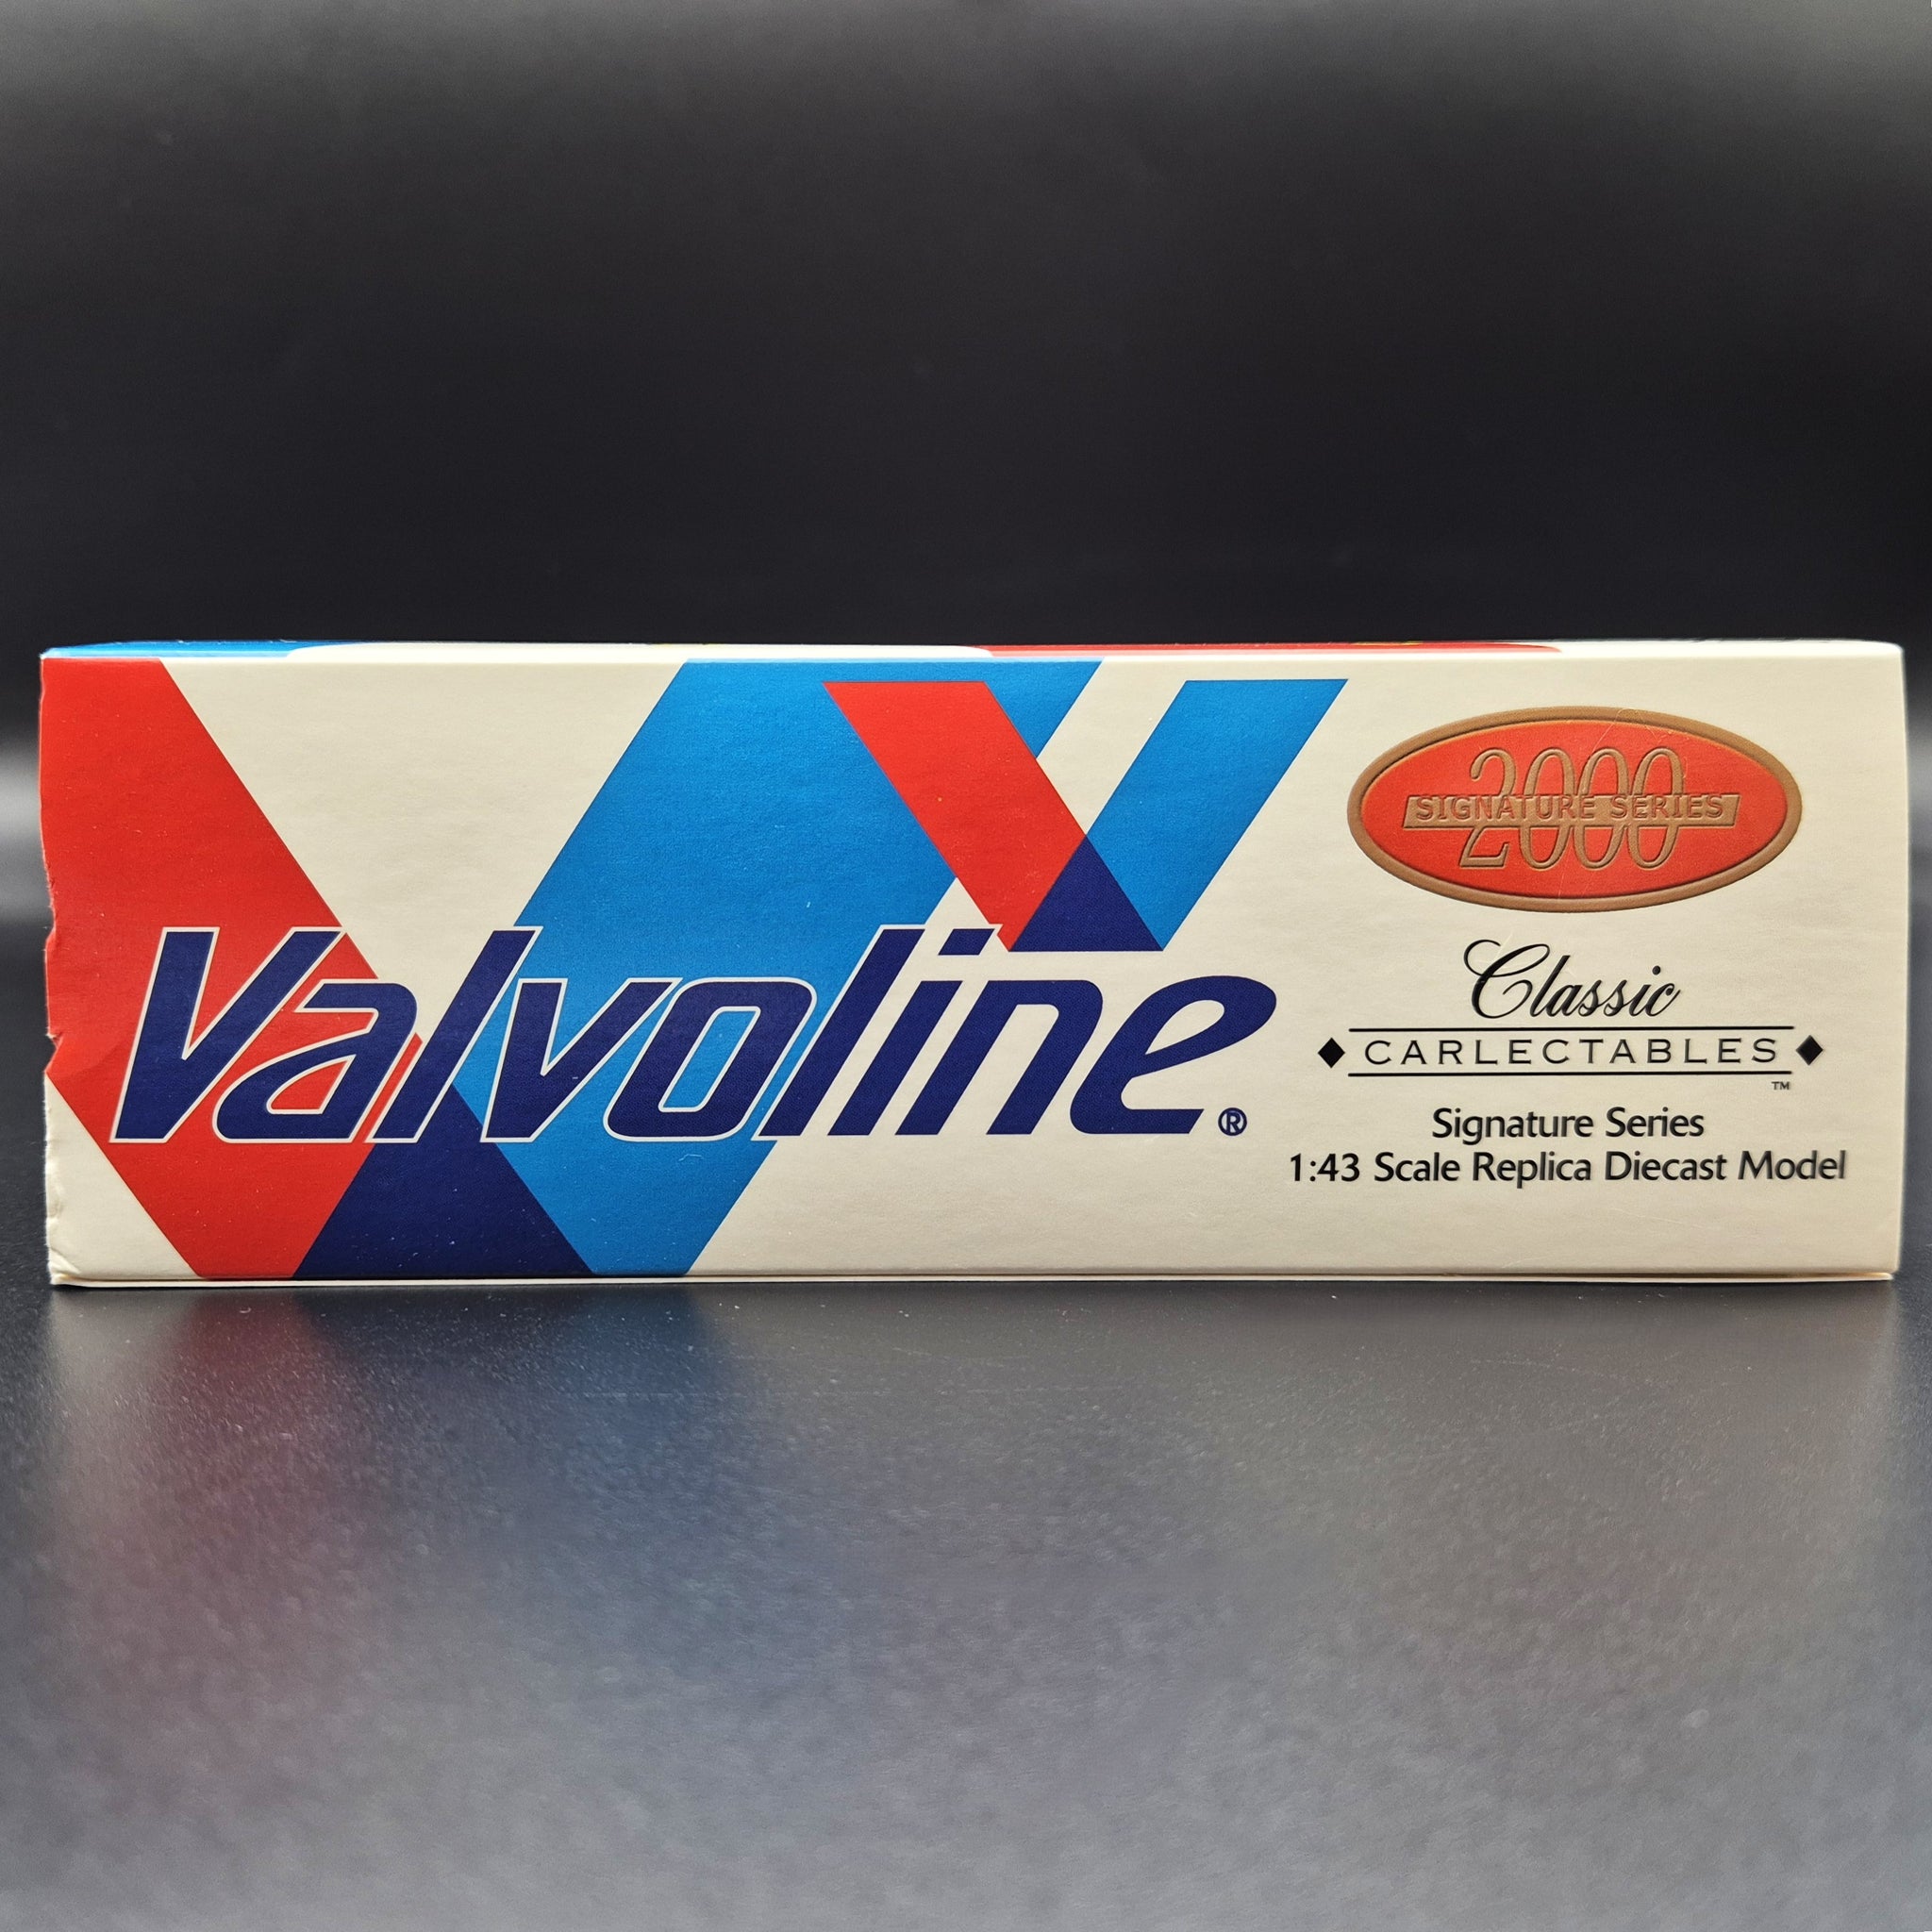 Valvoline®
2000
SIGNATURE SERIES
Classic
CARLECTABLES
™
Signature Series
1:43 Scale Replica Diecast Model